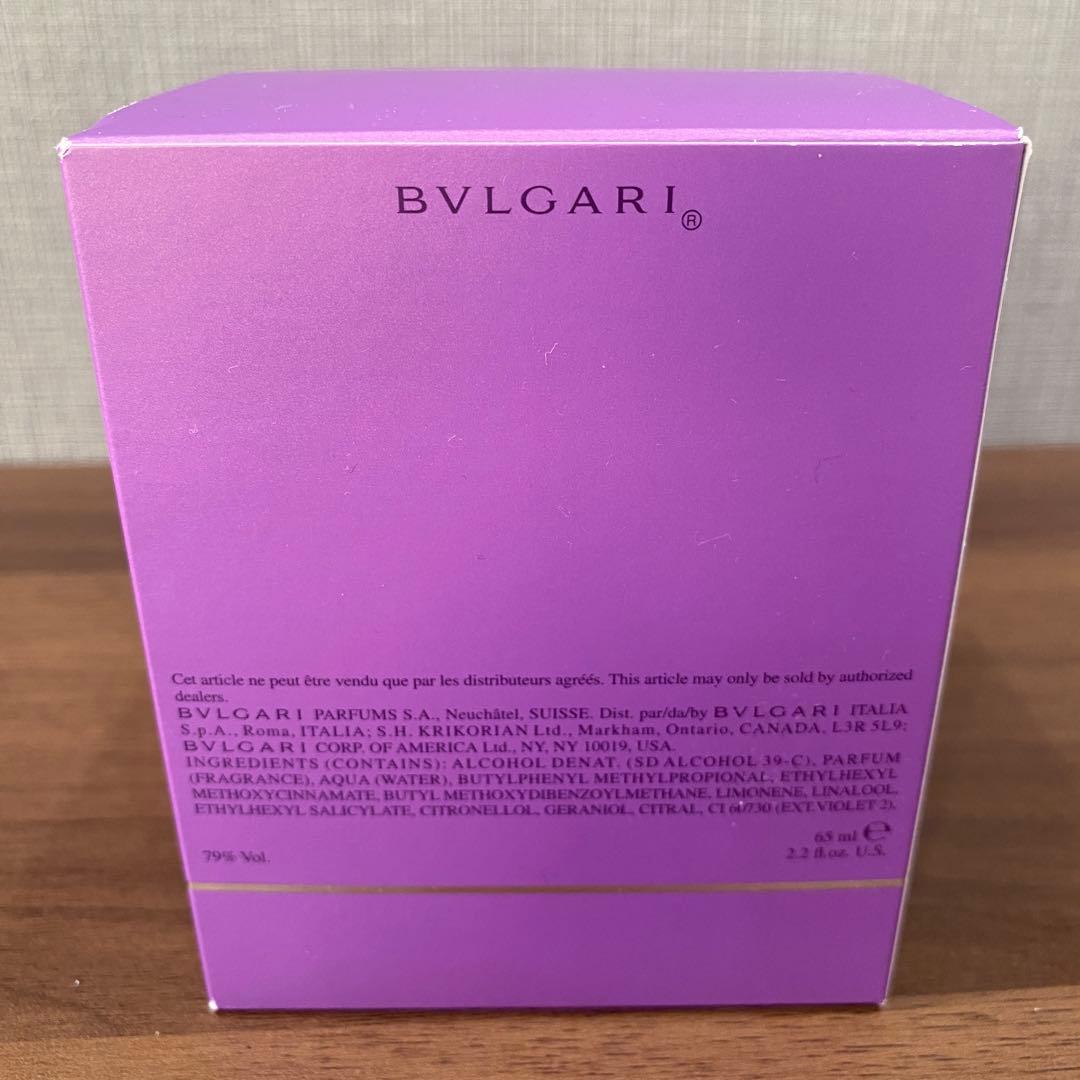 BVLGARI®
Cet article ne peut être vendu que par les distributeurs agréés. This article may only be sold by authorized
dealers.
BVLGARI PARFUMS S.A., Neuchâtel, SUISSE. Dist. par/da/by BVLGARI ITALIA
S.p.A., Roma, ITALIA; S.H. KRIKORIAN Ltd., Markham, Ontario, CANADA, L3R 5L9;
BVLGARI CORP. OF AMERICA Ltd., NY, NY 10019, USA.
INGREDIENTS (CONTAINS): ALCOHOL DENAT. (SD ALCOHOL 39-C), PARFUM
(FRAGRANCE), AQUA (WATER), BUTYLPHENYL METHYLPROPIONAL, ETHYLHEXYL
METHOXYCINNAMATE, BUTYL METHOXYDIBENZOYLMETHANE, LIMONENE, LINALOOL,
ETHYLHEXYL SALICYLATE, CITRONELLOL, GERANIOL, CITRAL, CI 60730 (EXT. VIOLET 2).
65 ml ℮
79% Vol. 2.2 fl.oz. U.S.